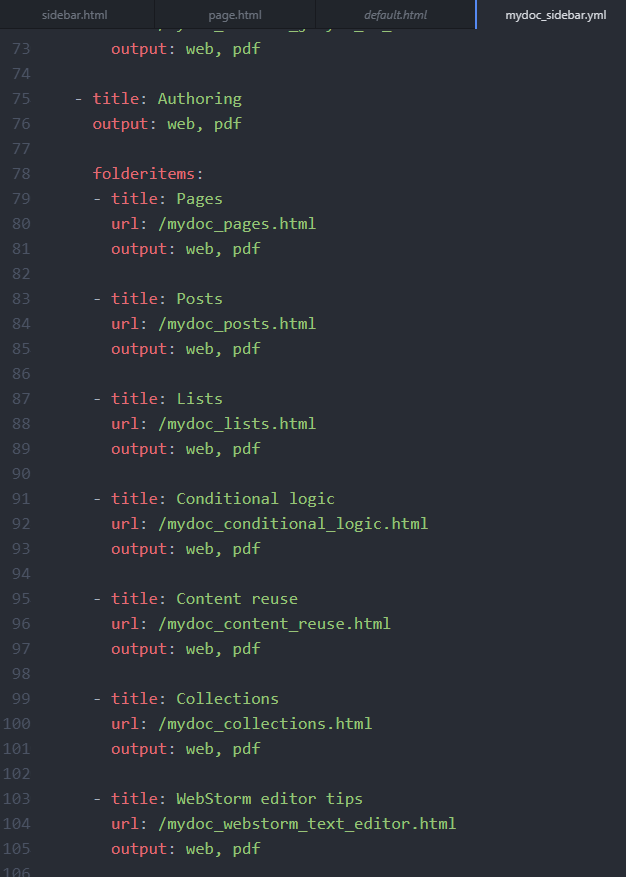 sidebar.html page.html default.html mydoc_sidebar.yml
73 output: web, pdf
74
75 - title: Authoring
76 output: web, pdf
77
78 folderitems:
79 - title: Pages
80 url: /mydoc_pages.html
81 output: web, pdf
82
83 - title: Posts
84 url: /mydoc_posts.html
85 output: web, pdf
86
87 - title: Lists
88 url: /mydoc_lists.html
89 output: web, pdf
90
91 - title: Conditional logic
92 url: /mydoc_conditional_logic.html
93 output: web, pdf
94
95 - title: Content reuse
96 url: /mydoc_content_reuse.html
97 output: web, pdf
98
99 - title: Collections
100 url: /mydoc_collections.html
101 output: web, pdf
102
103 - title: WebStorm editor tips
104 url: /mydoc_webstorm_text_editor.html
105 output: web, pdf
106